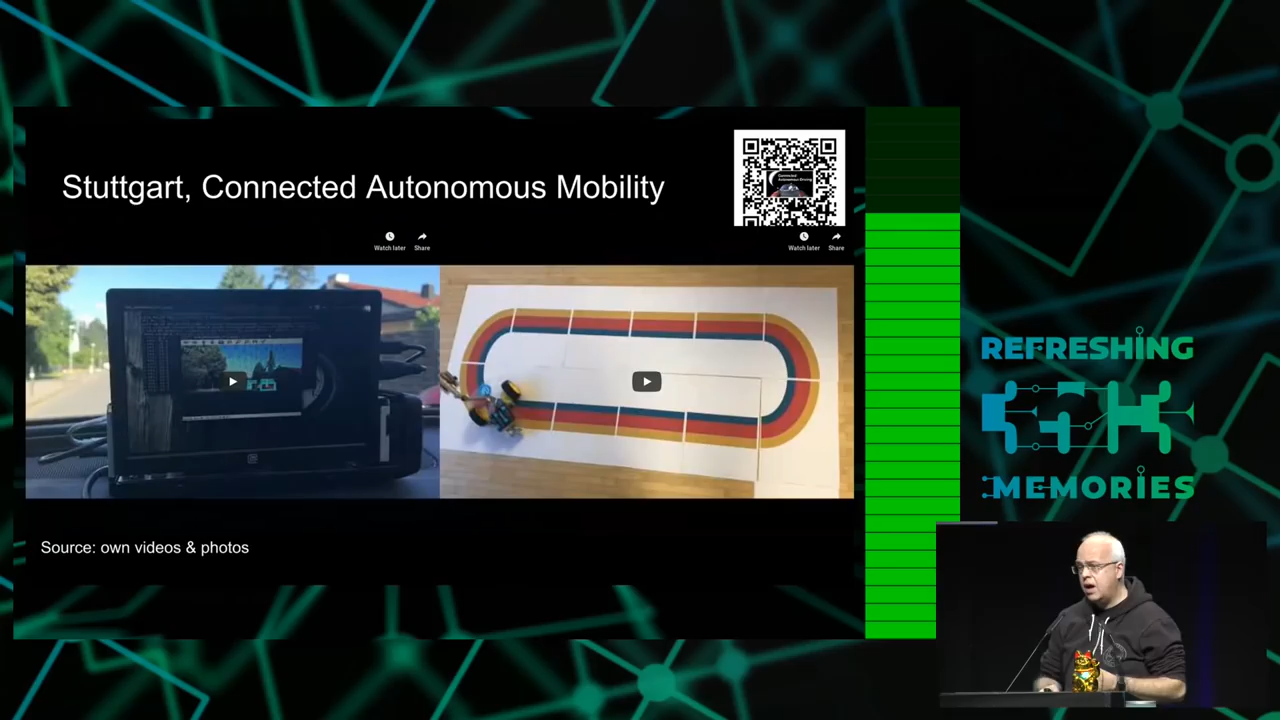 Stuttgart, Connected Autonomous Mobility
Watch later
Share
Watch later
Share
REFRESHING
MEMORIES
Source: own videos & photos